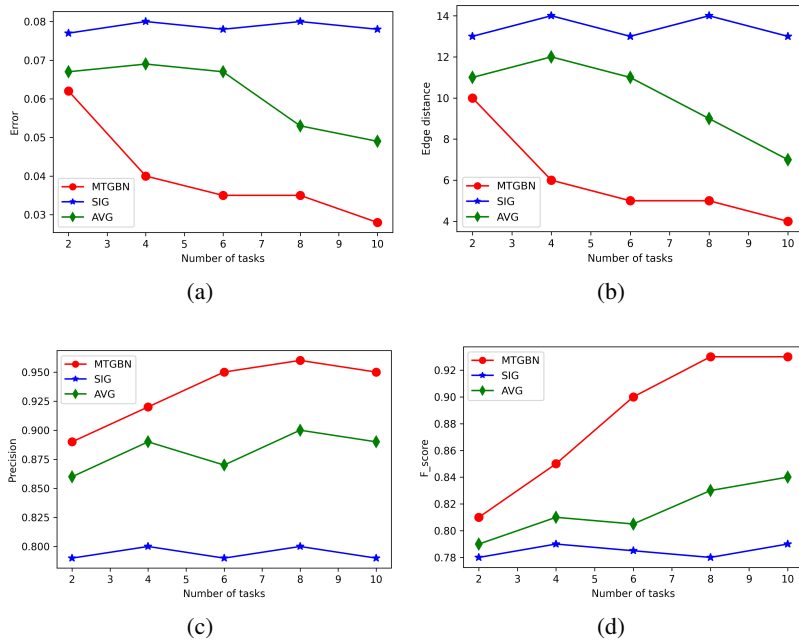 0.08
0.07
0.06
0.05
0.04
0.03
Error
MTGBN
SIG
AVG
2 3 4 5 6 7 8 9 10
Number of tasks
(a)
14
12
10
8
6
4
Edge distance
MTGBN
SIG
AVG
2 3 4 5 6 7 8 9 10
Number of tasks
(b)
0.950
0.925
0.900
0.875
0.850
0.825
0.800
Precision
MTGBN
SIG
AVG
2 3 4 5 6 7 8 9 10
Number of tasks
(c)
0.92
0.90
0.88
0.86
0.84
0.82
0.80
0.78
F_score
MTGBN
SIG
AVG
2 3 4 5 6 7 8 9 10
Number of tasks
(d)